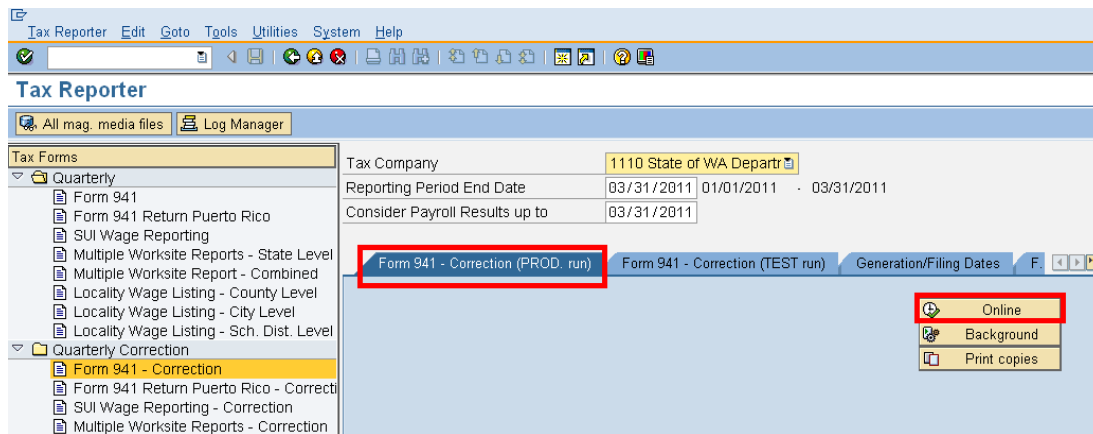 Tax Reporter Edit Goto Tools Utilities System Help
Tax Reporter
All mag. media files Log Manager
Tax Forms
Quarterly
Form 941
Form 941 Return Puerto Rico
SUI Wage Reporting
Multiple Worksite Reports - State Level
Multiple Worksite Report - Combined
Locality Wage Listing - County Level
Locality Wage Listing - City Level
Locality Wage Listing - Sch. Dist. Level
Quarterly Correction
Form 941 - Correction
Form 941 Return Puerto Rico - Correcti
SUI Wage Reporting - Correction
Multiple Worksite Reports - Correction
Tax Company 1110 State of WA Departr
Reporting Period End Date 03/31/2011 01/01/2011 - 03/31/2011
Consider Payroll Results up to 03/31/2011
Form 941 - Correction (PROD. run) Form 941 - Correction (TEST run) Generation/Filing Dates F.
Online
Background
Print copies